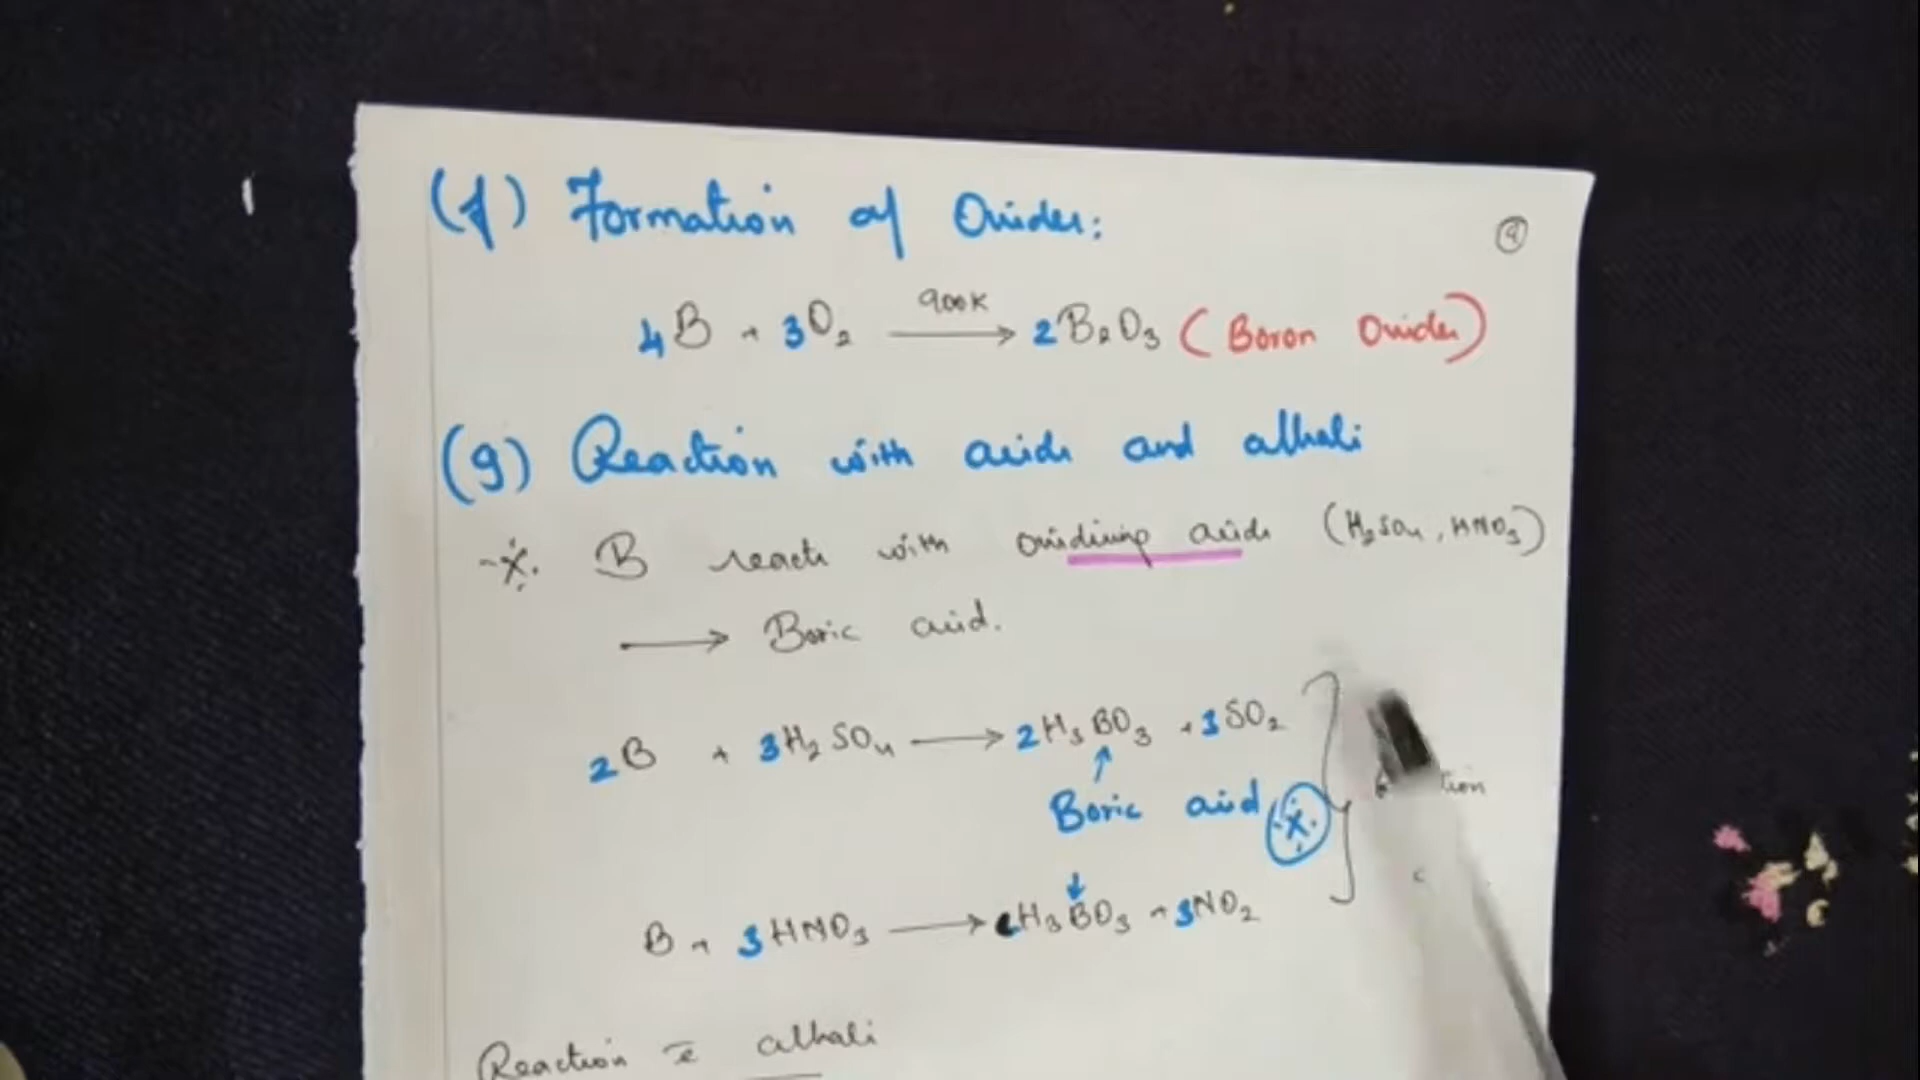 (f) Formation of Oxides:
4B + 3O₂ 900K → 2B₂O₃ (Boron Oxides)
(g) Reaction with acids and alkali
B reacts with oxidising acids (H₂SO₄, HNO₃)
→ Boric acid.
2B + 3H₂SO₄ → 2H₃BO₃ + 3SO₂
Boric acid
B + 3HNO₃ → H₃BO₃ + 3NO₂
Reaction c̄ alkali